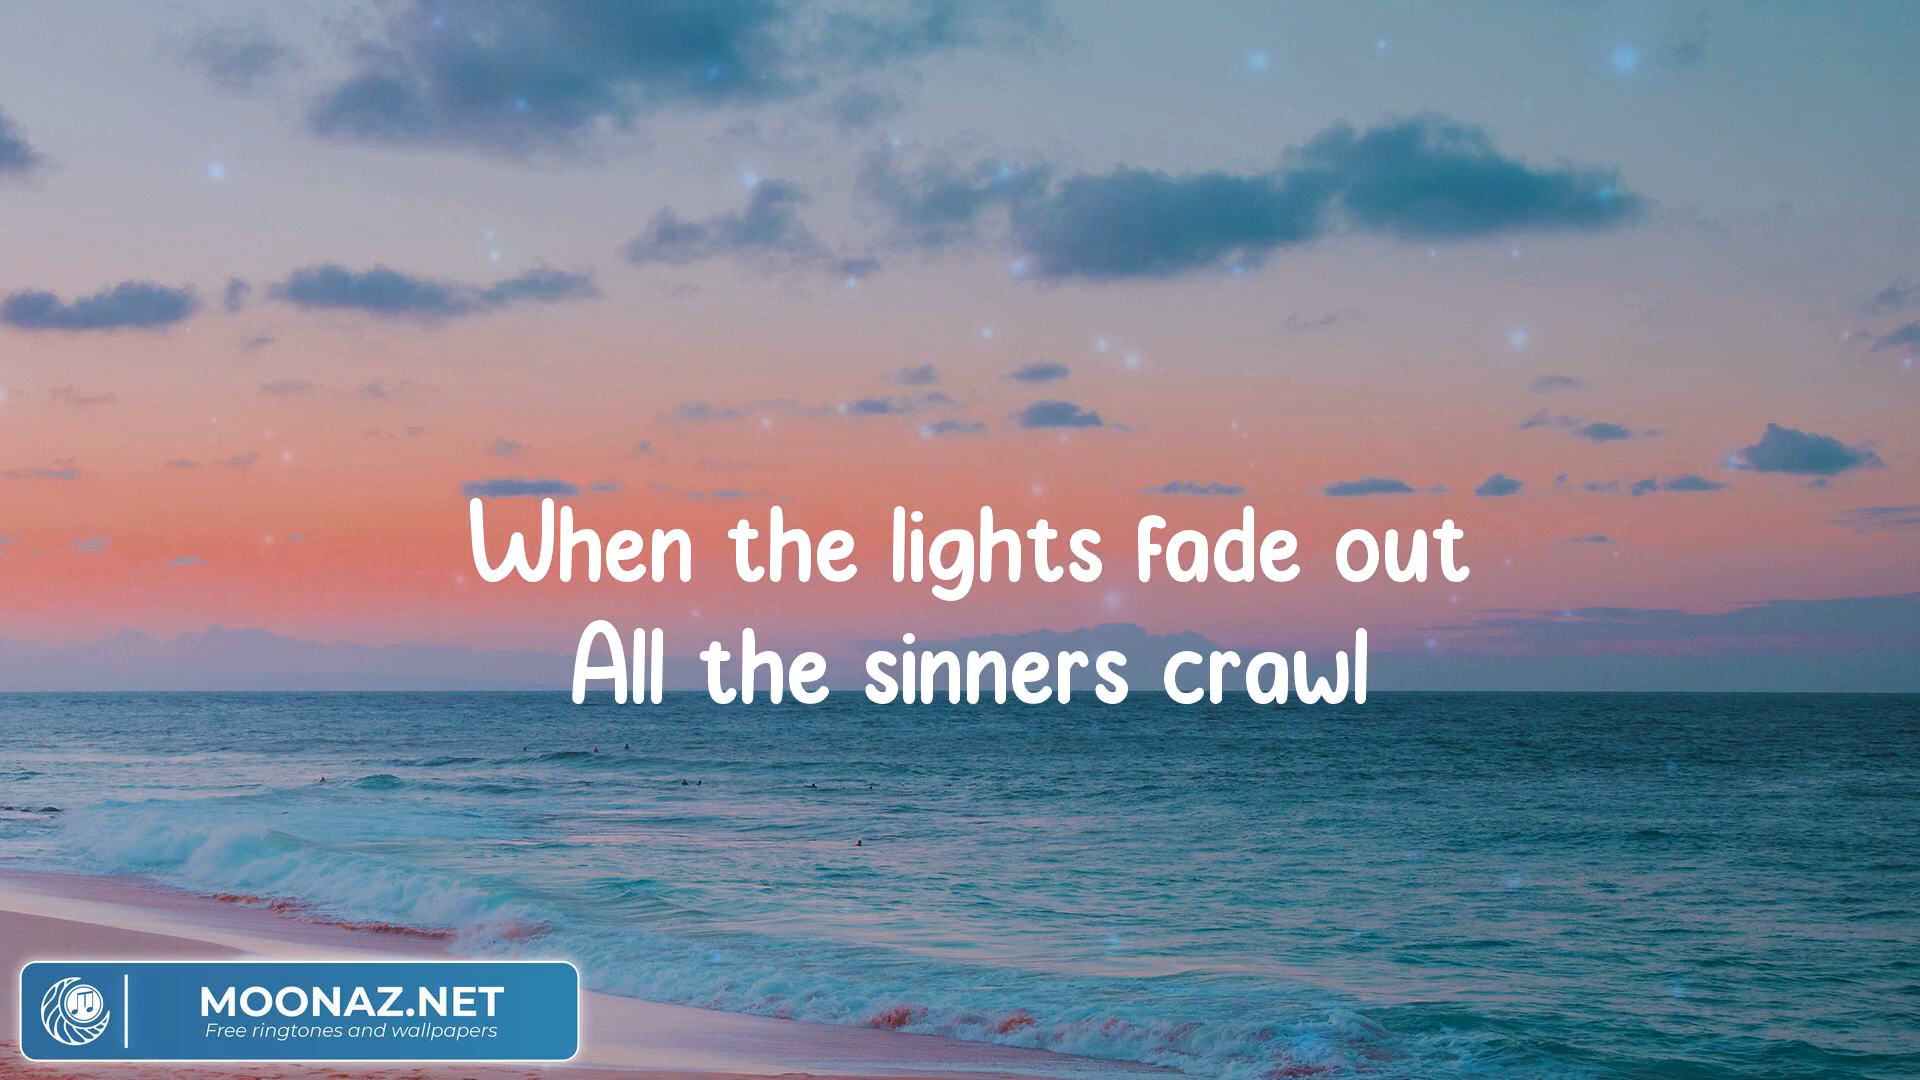 When the lights fade out
All the sinners crawl
MOONAZ.NET
Free ringtones and wallpapers